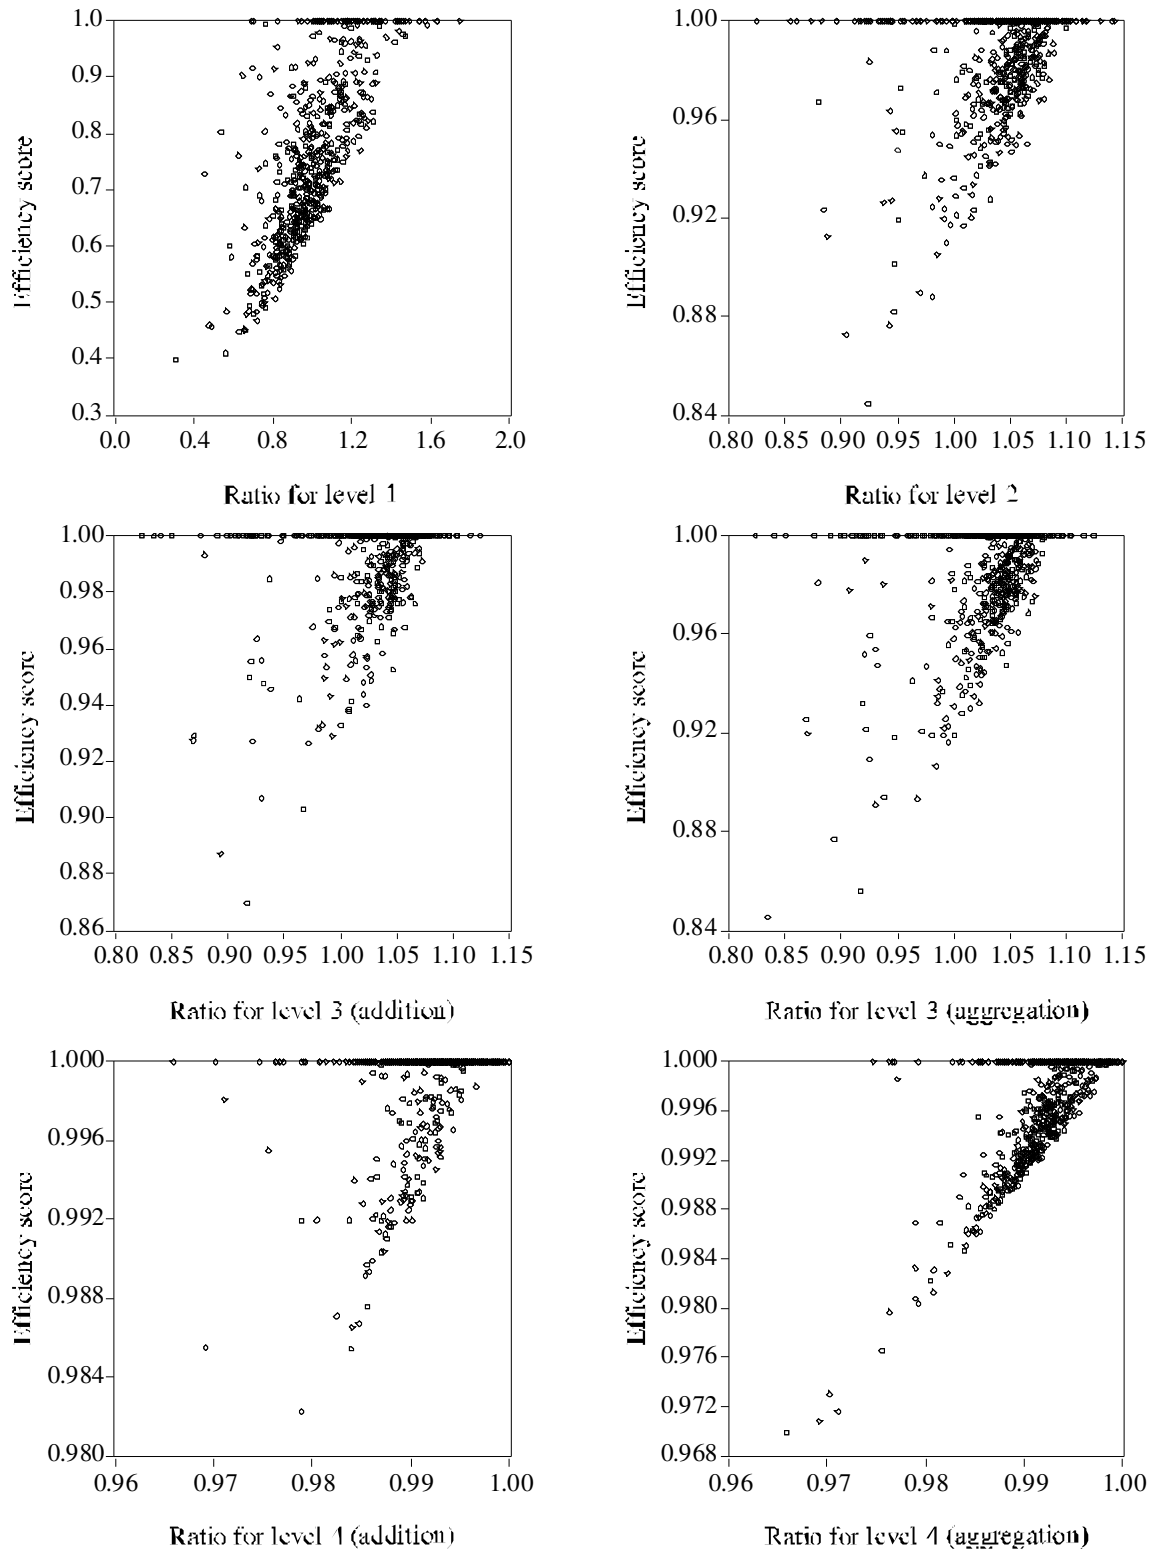 1.0 0.9 0.8 0.7 0.6 0.5 0.4 0.3
Efficiency score
0.0 0.4 0.8 1.2 1.6 2.0
Ratio for level 1
1.00 0.96 0.92 0.88 0.84
Efficiency score
0.80 0.85 0.90 0.95 1.00 1.05 1.10 1.15
Ratio for level 2
1.00 0.98 0.96 0.94 0.92 0.90 0.88 0.86
Efficiency score
0.80 0.85 0.90 0.95 1.00 1.05 1.10 1.15
Ratio for level 3 (addition)
1.00 0.96 0.92 0.88 0.84
Efficiency score
0.80 0.85 0.90 0.95 1.00 1.05 1.10 1.15
Ratio for level 3 (aggregation)
1.000 0.996 0.992 0.988 0.984 0.980
Efficiency score
0.96 0.97 0.98 0.99 1.00
Ratio for level 4 (addition)
1.000 0.996 0.992 0.988 0.984 0.980 0.976 0.972 0.968
Efficiency score
0.96 0.97 0.98 0.99 1.00
Ratio for level 4 (aggregation)